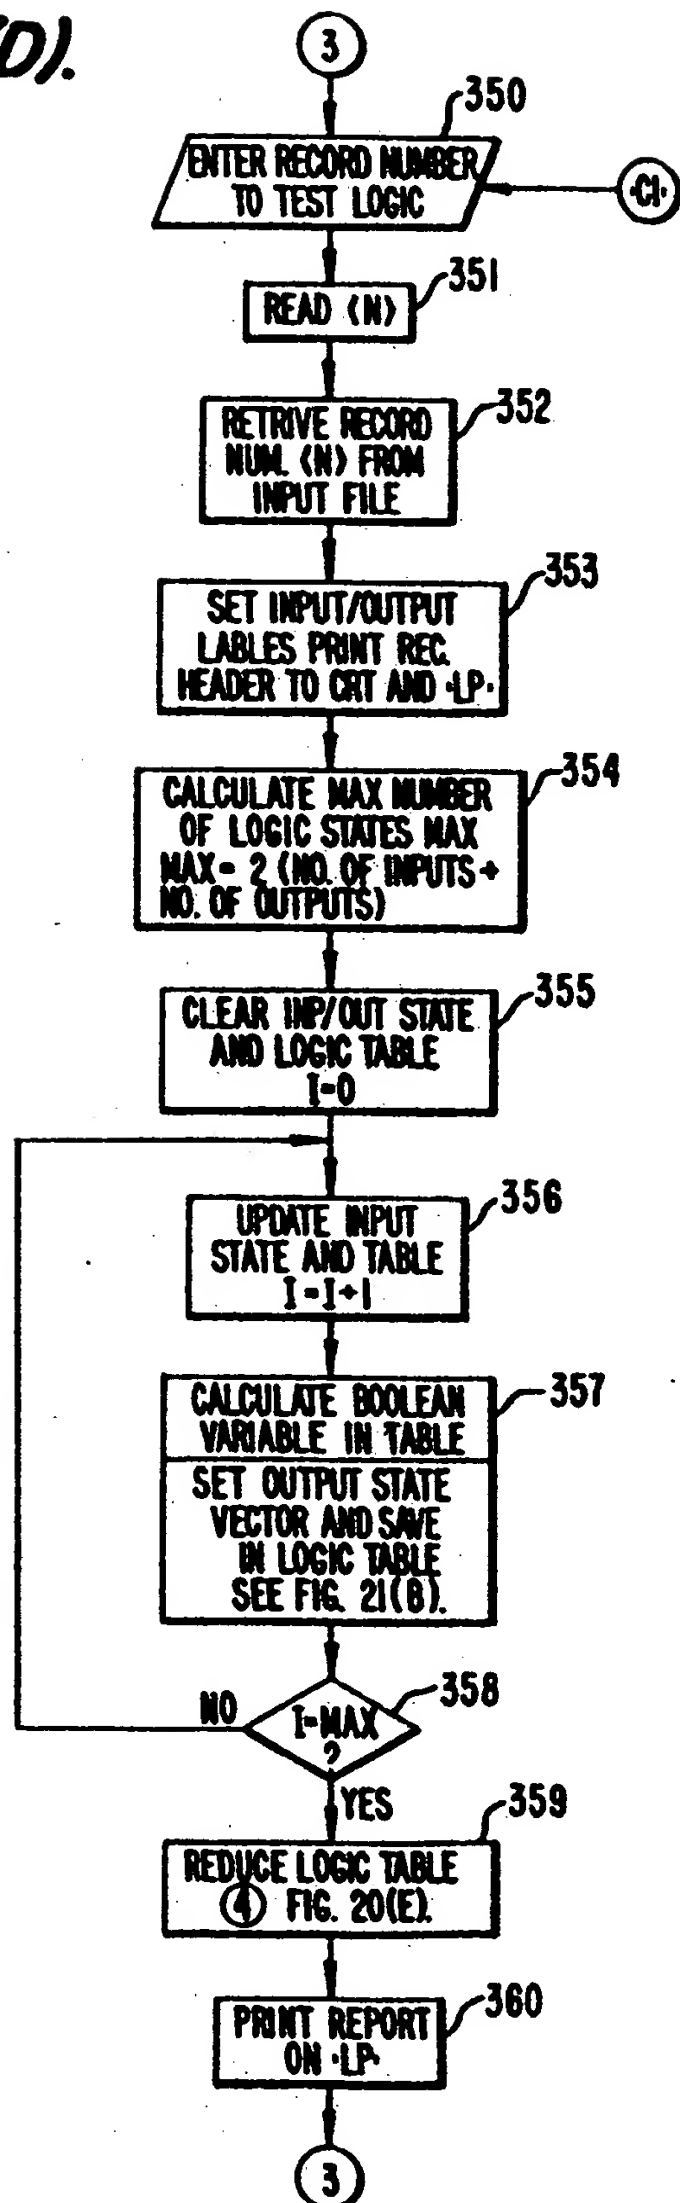 (D).
3
350
ENTER RECORD NUMBER
TO TEST LOGIC
·CI·
351
READ (N)
352
RETRIVE RECORD
NUM. (N) FROM
INPUT FILE
353
SET INPUT/OUTPUT
LABLES PRINT REC.
HEADER TO CRT AND ·LP·
354
CALCULATE MAX NUMBER
OF LOGIC STATES MAX
MAX= 2 (NO. OF INPUTS +
NO. OF OUTPUTS)
355
CLEAR INP/OUT STATE
AND LOGIC TABLE
I=0
356
UPDATE INPUT
STATE AND TABLE
I=I+1
357
CALCULATE BOOLEAN
VARIABLE IN TABLE
SET OUTPUT STATE
VECTOR AND SAVE
IN LOGIC TABLE
SEE FIG. 21(B).
358
NO
I=MAX
?
YES
359
REDUCE LOGIC TABLE
4 FIG. 20(E).
360
PRINT REPORT
ON ·LP·
3